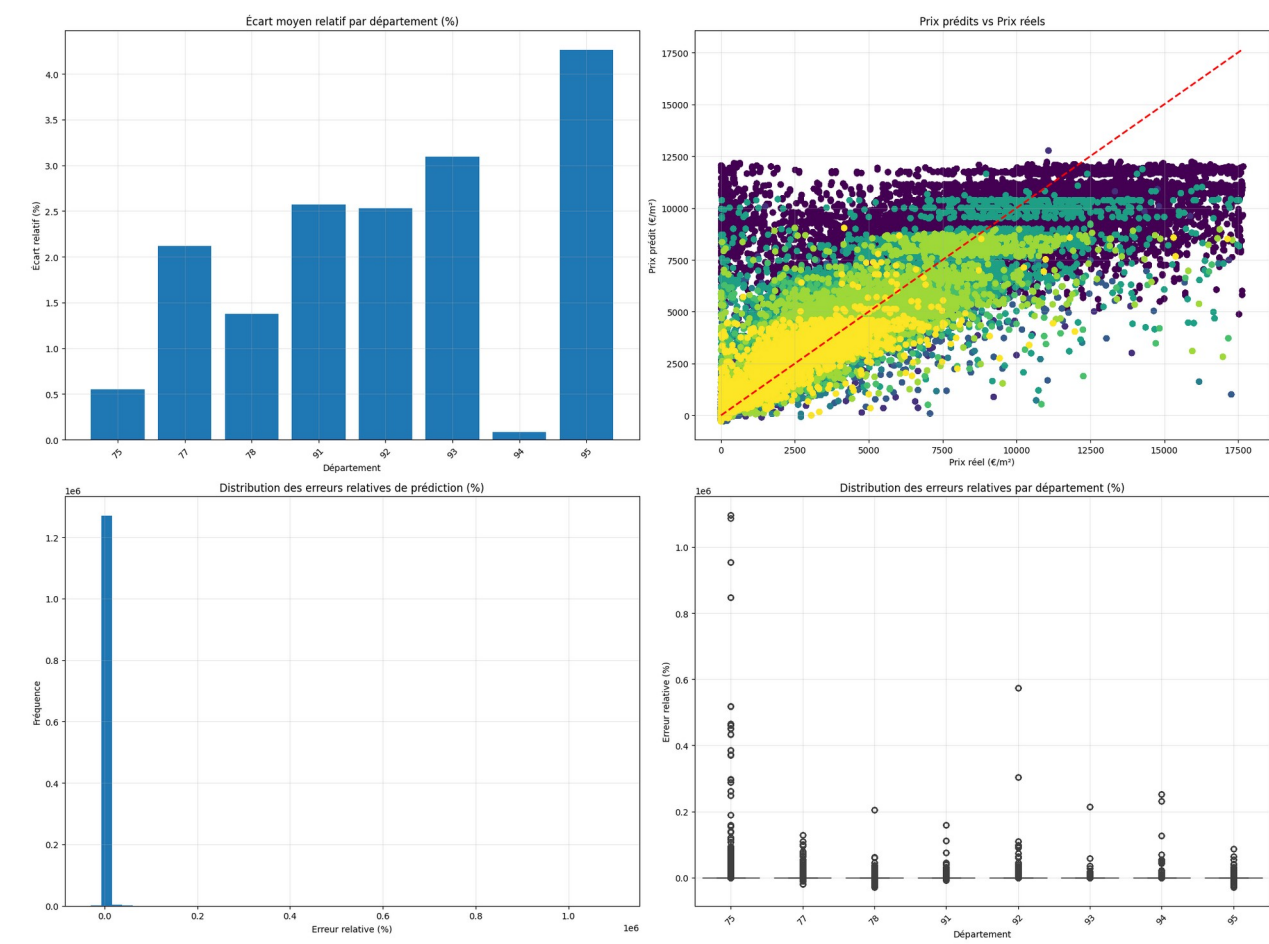 Écart moyen relatif par département (%)
4.0
3.5
3.0
2.5
2.0
1.5
1.0
0.5
0.0
Écart relatif (%)
75 77 78 91 92 93 94 95
Département
Prix prédits vs Prix réels
17500
15000
12500
10000
7500
5000
2500
0
Prix prédit (€/m²)
0 2500 5000 7500 10000 12500 15000 17500
Prix réel (€/m²)
Distribution des erreurs relatives de prédiction (%)
1e6
1.2
1.0
0.8
0.6
0.4
0.2
0.0
Fréquence
0.0 0.2 0.4 0.6 0.8 1.0
1e6
Erreur relative (%)
Distribution des erreurs relatives par département (%)
1e6
1.0
0.8
0.6
0.4
0.2
0.0
Erreur relative (%)
75 77 78 91 92 93 94 95
Département